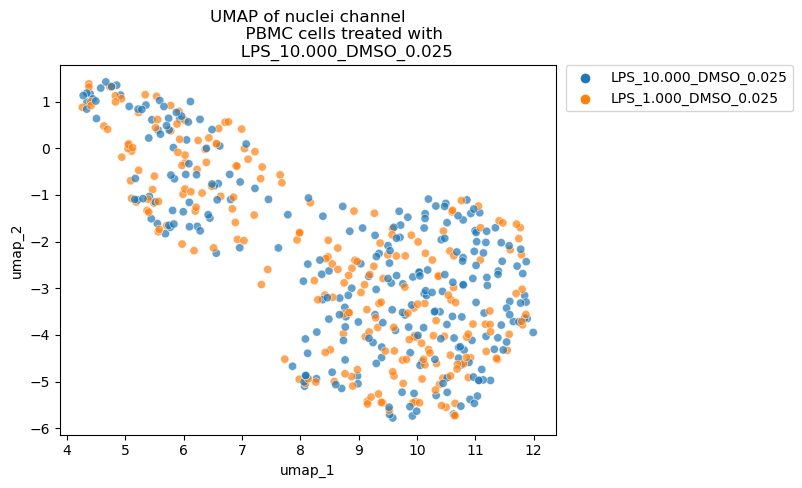 UMAP of nuclei channel
PBMC cells treated with
LPS_10.000_DMSO_0.025
LPS_10.000_DMSO_0.025
LPS_1.000_DMSO_0.025
umap_2
1
0
−1
−2
−3
−4
−5
−6
4 5 6 7 8 9 10 11 12
umap_1